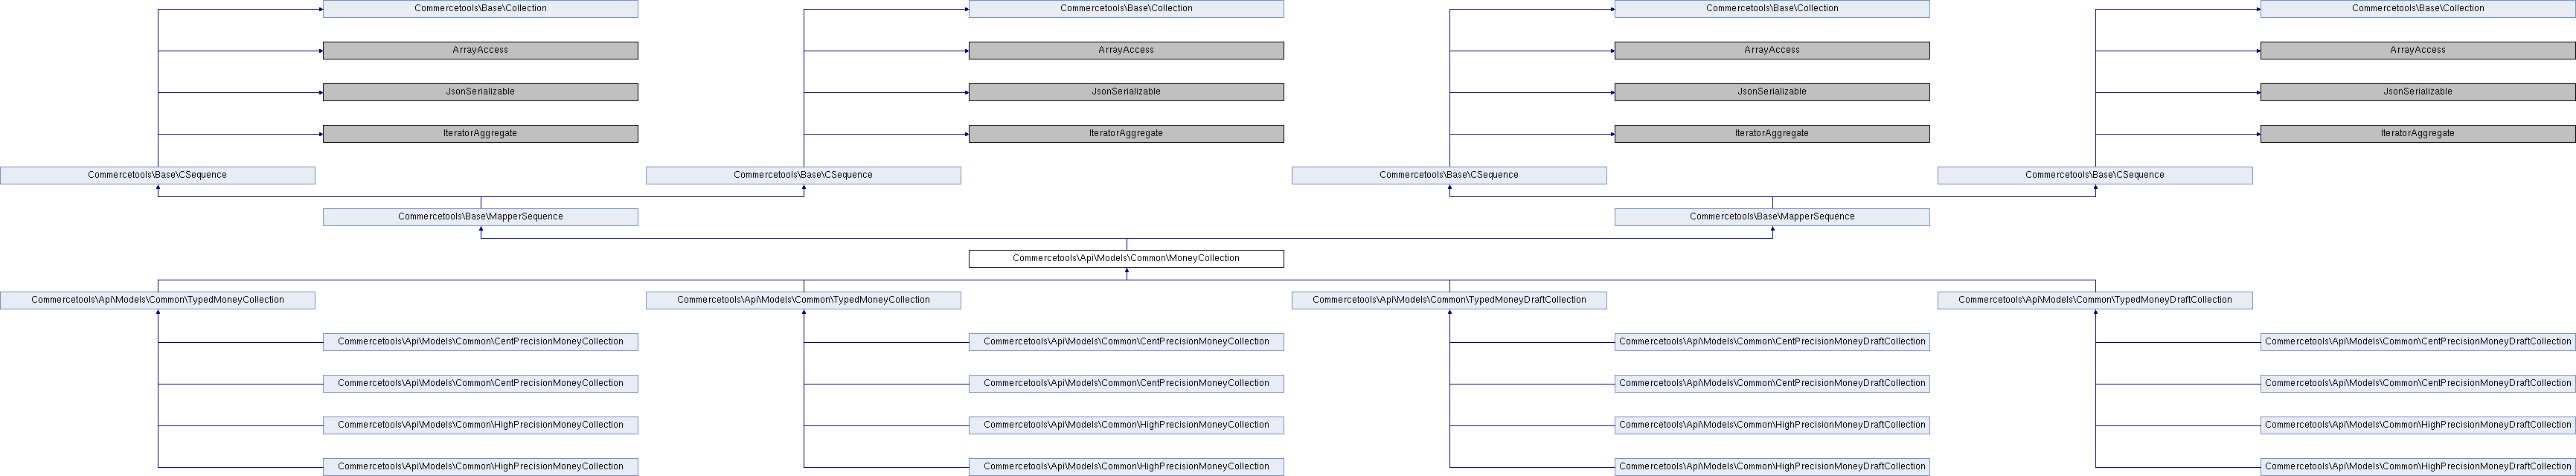 Commercetools\Base\Collection Commercetools\Base\Collection Commercetools\Base\Collection Commercetools\Base\Collection
ArrayAccess ArrayAccess ArrayAccess ArrayAccess
JsonSerializable JsonSerializable JsonSerializable JsonSerializable
IteratorAggregate IteratorAggregate IteratorAggregate IteratorAggregate
Commercetools\Base\CSequence Commercetools\Base\CSequence Commercetools\Base\CSequence Commercetools\Base\CSequence
Commercetools\Base\MapperSequence Commercetools\Base\MapperSequence
Commercetools\Api\Models\Common\MoneyCollection
Commercetools\Api\Models\Common\TypedMoneyCollection Commercetools\Api\Models\Common\TypedMoneyCollection Commercetools\Api\Models\Common\TypedMoneyDraftCollection Commercetools\Api\Models\Common\TypedMoneyDraftCollection
Commercetools\Api\Models\Common\CentPrecisionMoneyCollection Commercetools\Api\Models\Common\CentPrecisionMoneyCollection Commercetools\Api\Models\Common\CentPrecisionMoneyDraftCollection Commercetools\Api\Models\Common\CentPrecisionMoneyDraftCollection
Commercetools\Api\Models\Common\CentPrecisionMoneyCollection Commercetools\Api\Models\Common\CentPrecisionMoneyCollection Commercetools\Api\Models\Common\CentPrecisionMoneyDraftCollection Commercetools\Api\Models\Common\CentPrecisionMoneyDraftCollection
Commercetools\Api\Models\Common\HighPrecisionMoneyCollection Commercetools\Api\Models\Common\HighPrecisionMoneyCollection Commercetools\Api\Models\Common\HighPrecisionMoneyDraftCollection Commercetools\Api\Models\Common\HighPrecisionMoneyDraftCollection
Commercetools\Api\Models\Common\HighPrecisionMoneyCollection Commercetools\Api\Models\Common\HighPrecisionMoneyCollection Commercetools\Api\Models\Common\HighPrecisionMoneyDraftCollection Commercetools\Api\Models\Common\HighPrecisionMoneyDraftCollection